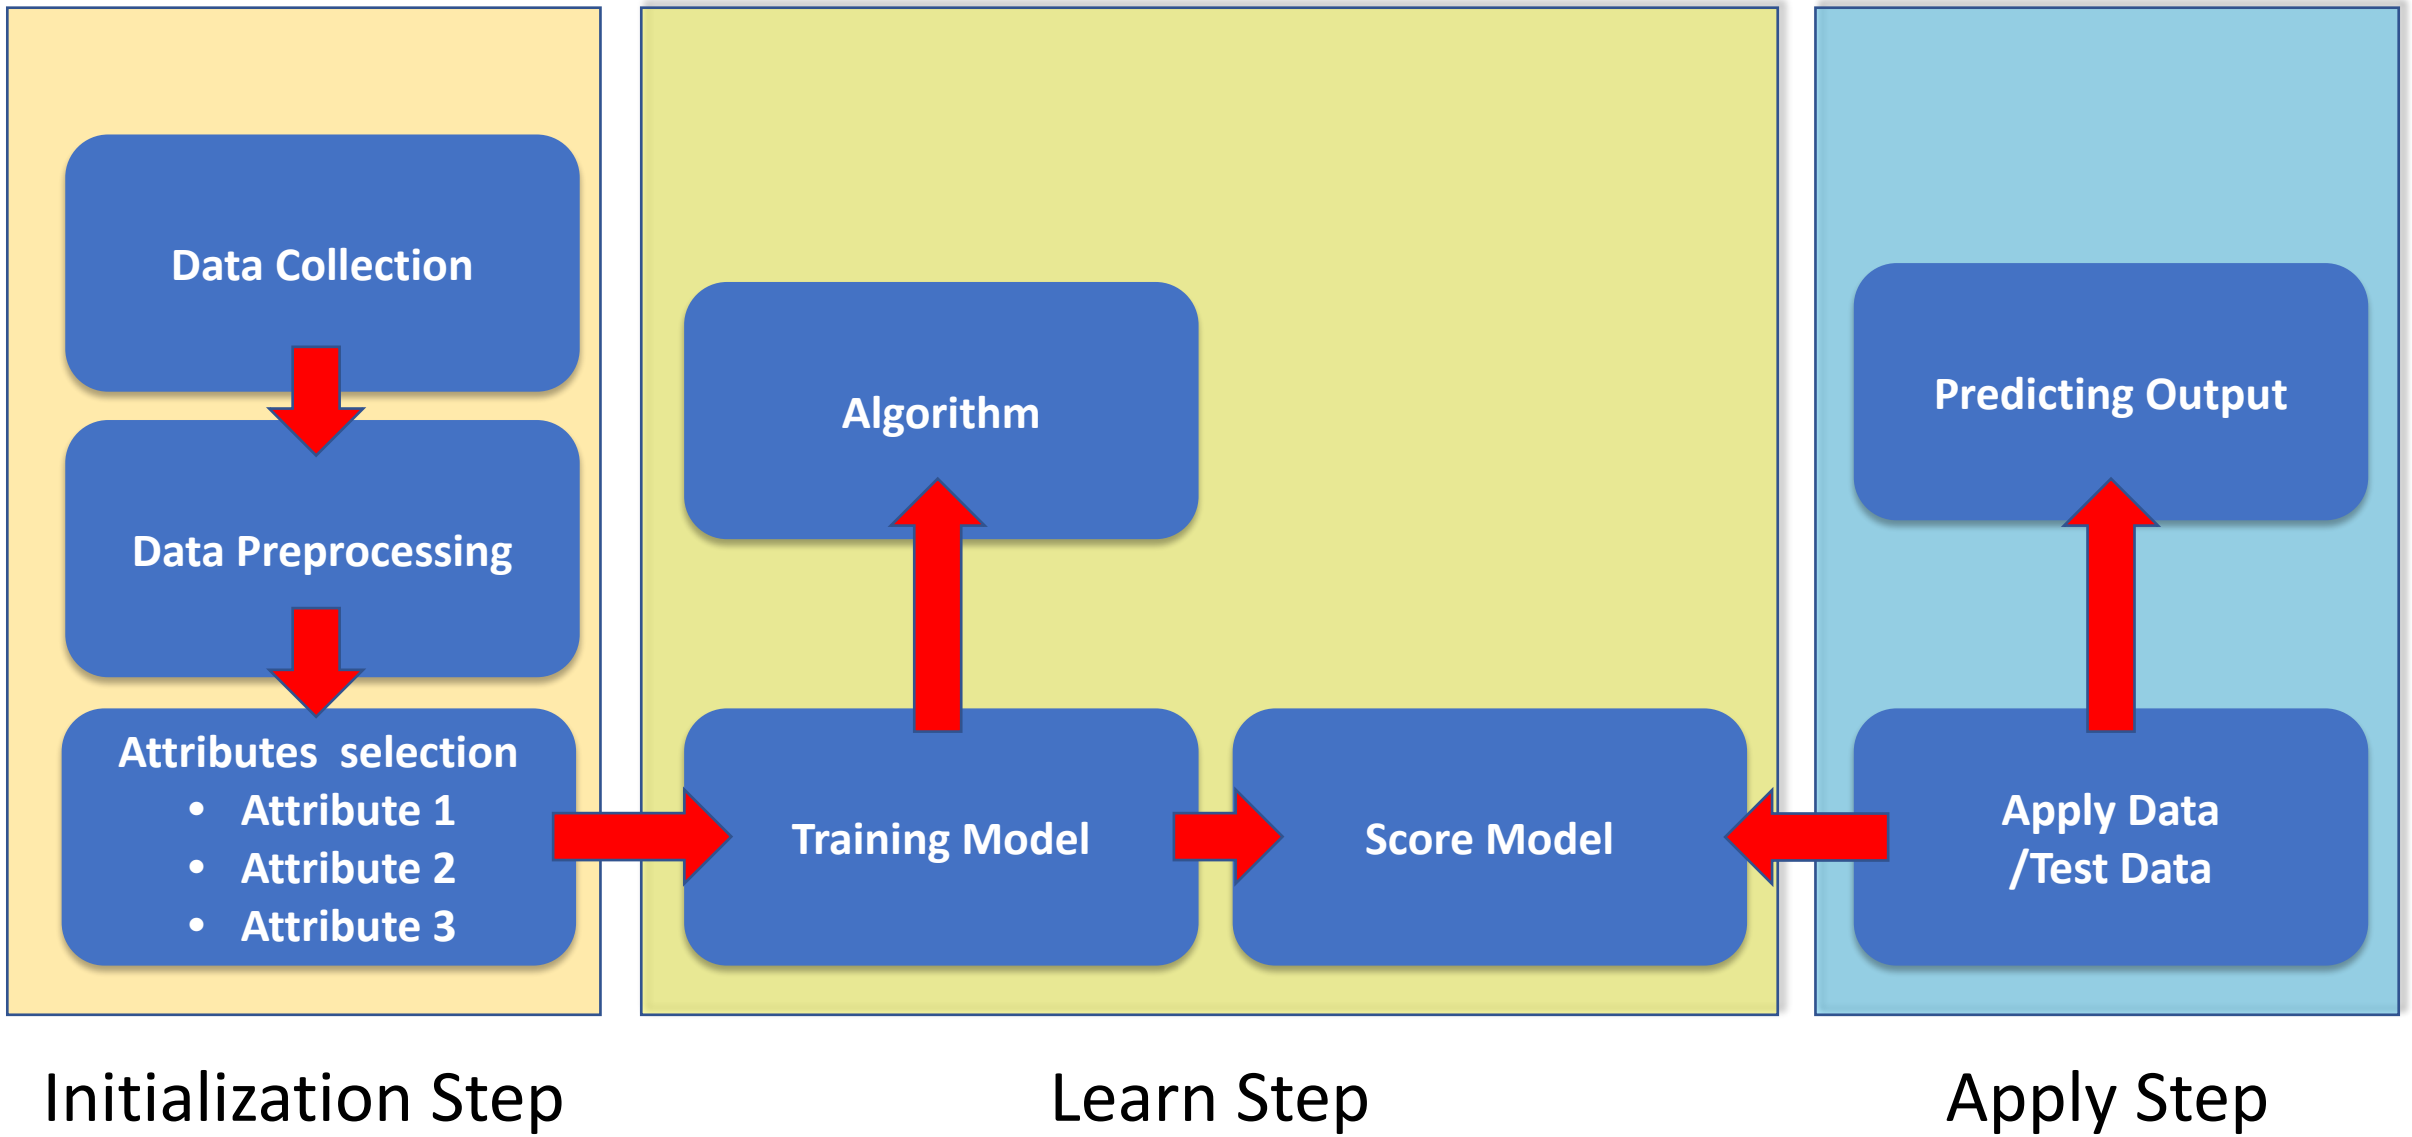 Data Collection
Data Preprocessing
Attributes selection
• Attribute 1
• Attribute 2
• Attribute 3
Algorithm
Training Model
Score Model
Predicting Output
Apply Data
/Test Data
Initialization Step
Learn Step
Apply Step